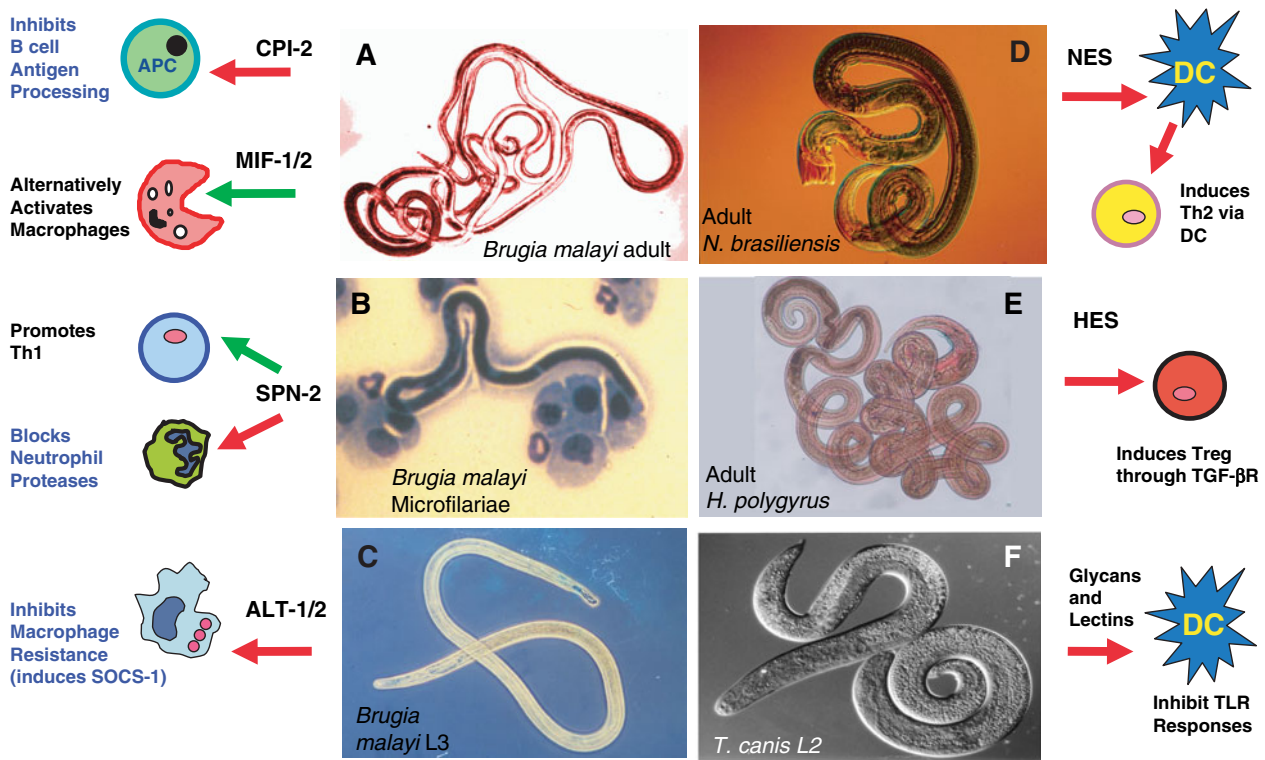 Inhibits
B cell
Antigen
Processing
APC
CPI-2
Alternatively
Activates
Macrophages
MIF-1/2
Promotes
Th1
SPN-2
Blocks
Neutrophil
Proteases
Inhibits
Macrophage
Resistance
(induces SOCS-1)
ALT-1/2
A
Brugia malayi adult
B
Brugia malayi
Microfilariae
C
Brugia
malayi L3
D
Adult
N. brasiliensis
E
Adult
H. polygyrus
F
T. canis L2
NES
DC
Induces
Th2 via
DC
HES
Induces Treg
through TGF-βR
Glycans
and
Lectins
DC
Inhibit TLR
Responses